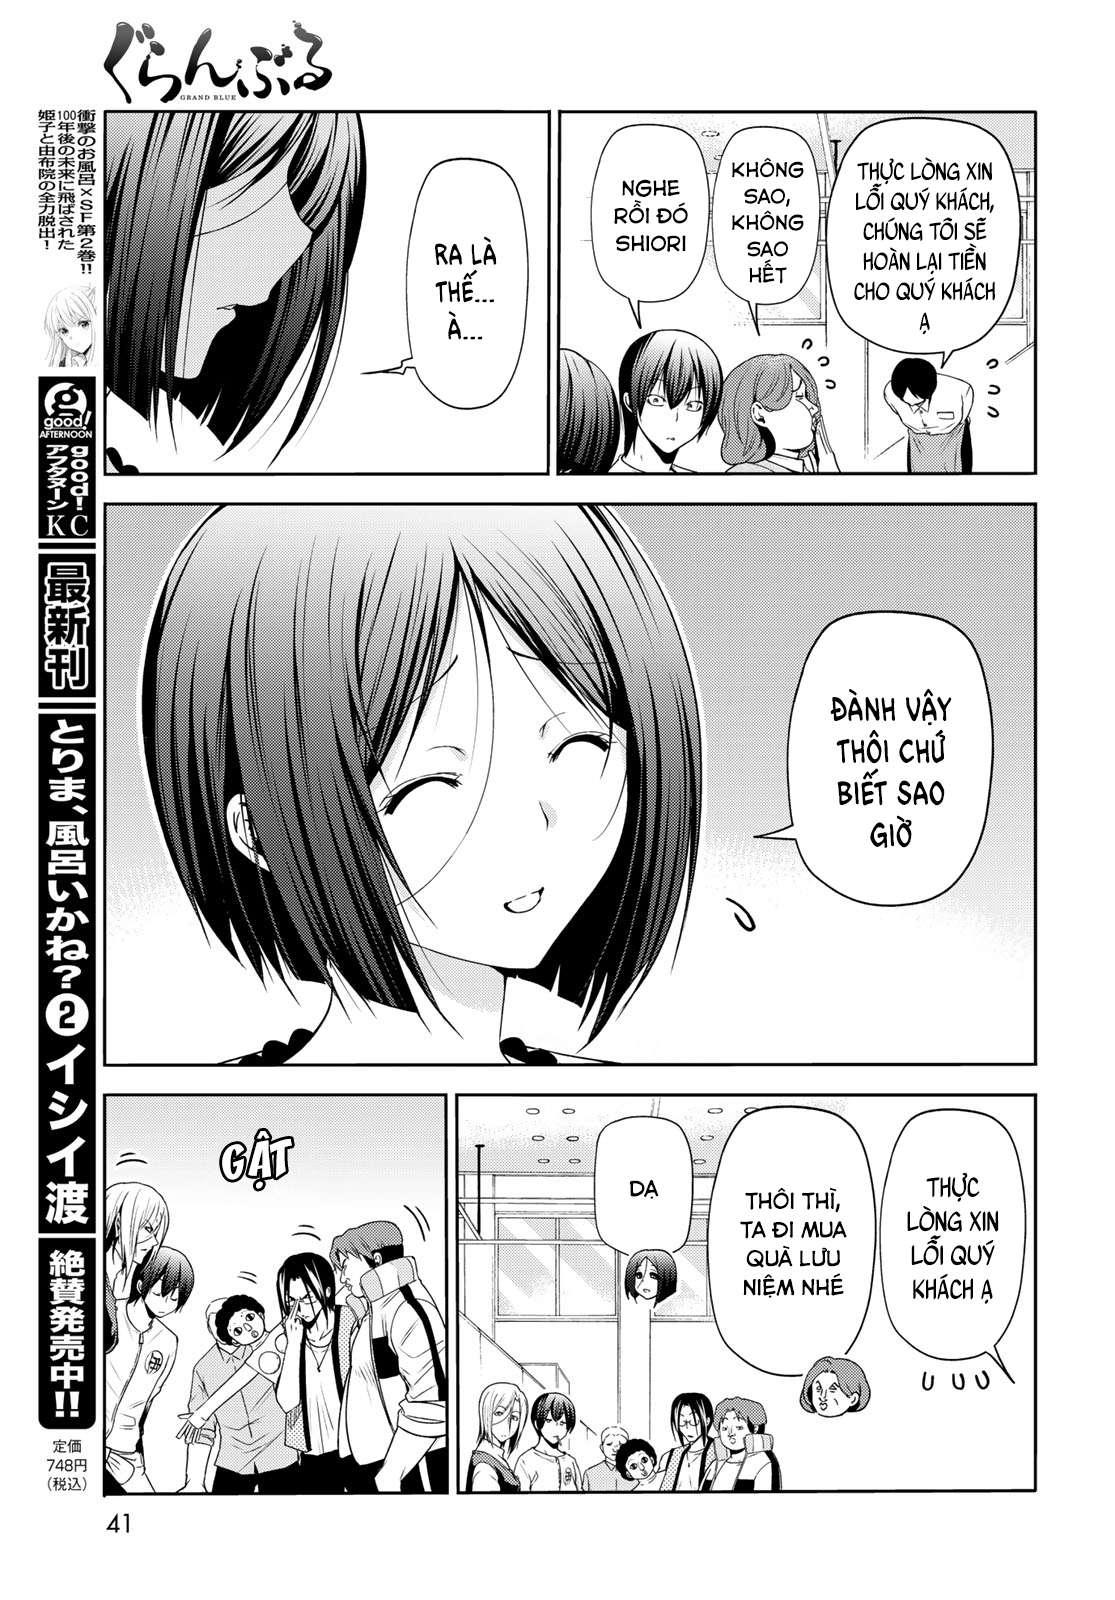 ぐらんぶる
GRAND BLUE
衝撃のお風呂×SF第2巻!!
100年後の未来に飛ばされた
姫子と由布院の全力脱出!
good!
AFTERNOON
good!
アフタヌーン
KC
最新刊
とりま、風呂いかね?2 イシイ渡
絶賛発売中!!
定価
748円
(税込)
THỰC LÒNG XIN
LỖI QUÝ KHÁCH,
CHÚNG TÔI SẼ
HOÀN LẠI TIỀN
CHO QUÝ KHÁCH
Ạ
KHÔNG
SAO,
KHÔNG
SAO
HẾT
NGHE
RỒI ĐÓ
SHIORI
RA LÀ
THẾ...
À...
ĐÀNH VẬY
THÔI CHỨ
BIẾT SAO
GIỜ
THỰC
LÒNG XIN
LỖI QUÝ
KHÁCH Ạ
THÔI THÌ,
TA ĐI MUA
QUÀ LƯU
NIỆM NHÉ
DẠ
GẬT
41